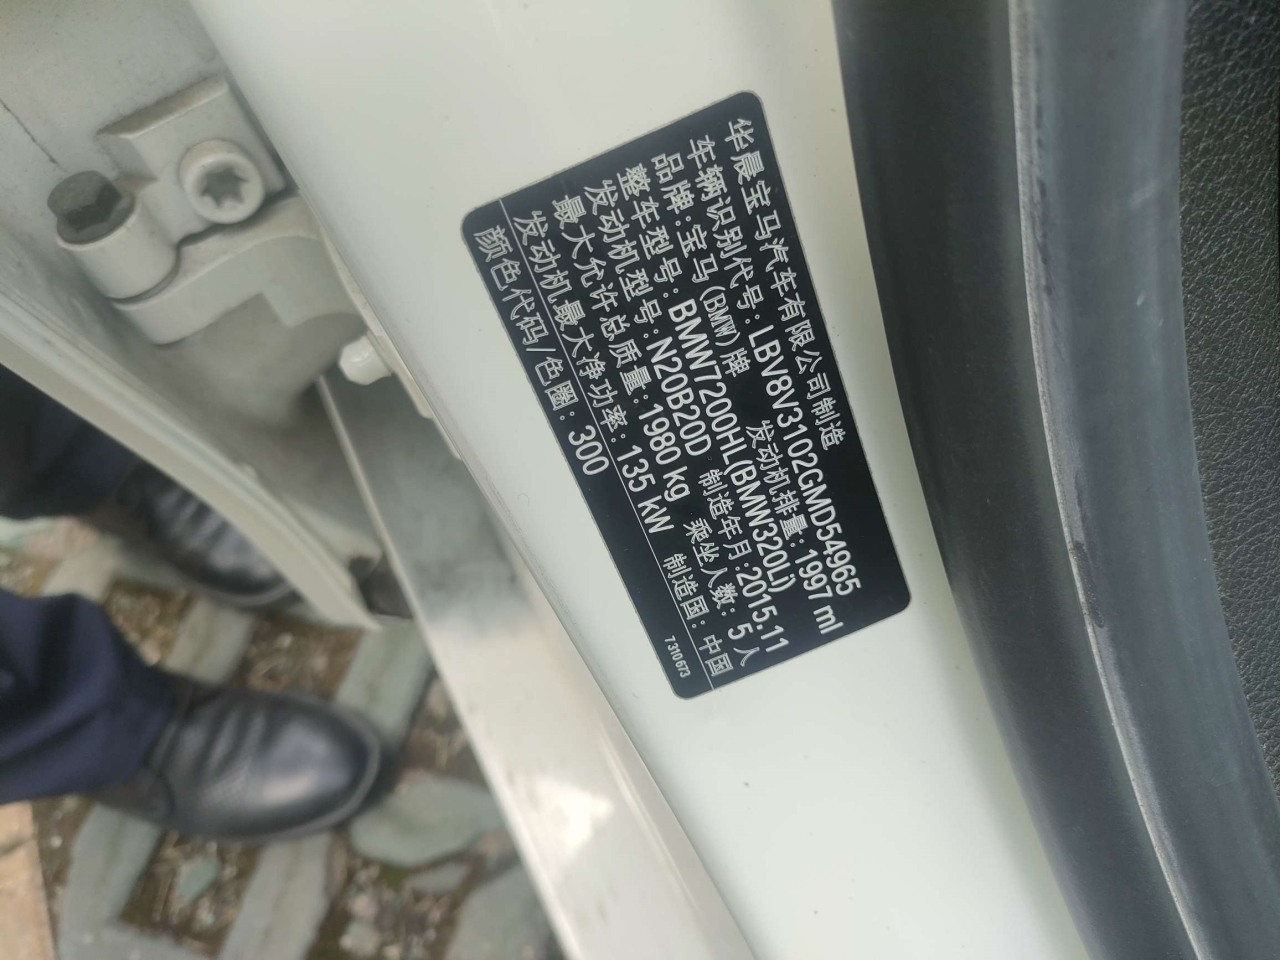 华晨宝马汽车有限公司制造
车辆识别代号:LBV8V3102GMD54965
品牌:宝马(BMW)牌 发动机排量:1997 ml
整车型号:BMW7200HL(BMW320Li)
发动机型号:N20B20D 制造年月:2015.11
最大允许总质量:1980 kg 乘坐人数:5人
发动机最大净功率:135 kW 制造国:中国
颜色代码/色圈:300 7310673